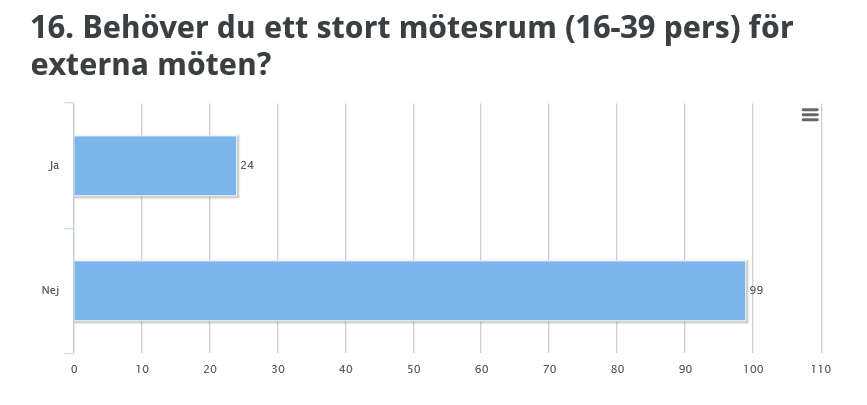 16. Behöver du ett stort mötesrum (16-39 pers) för
externa möten?
Ja
24
Nej
99
0 10 20 30 40 50 60 70 80 90 100 110